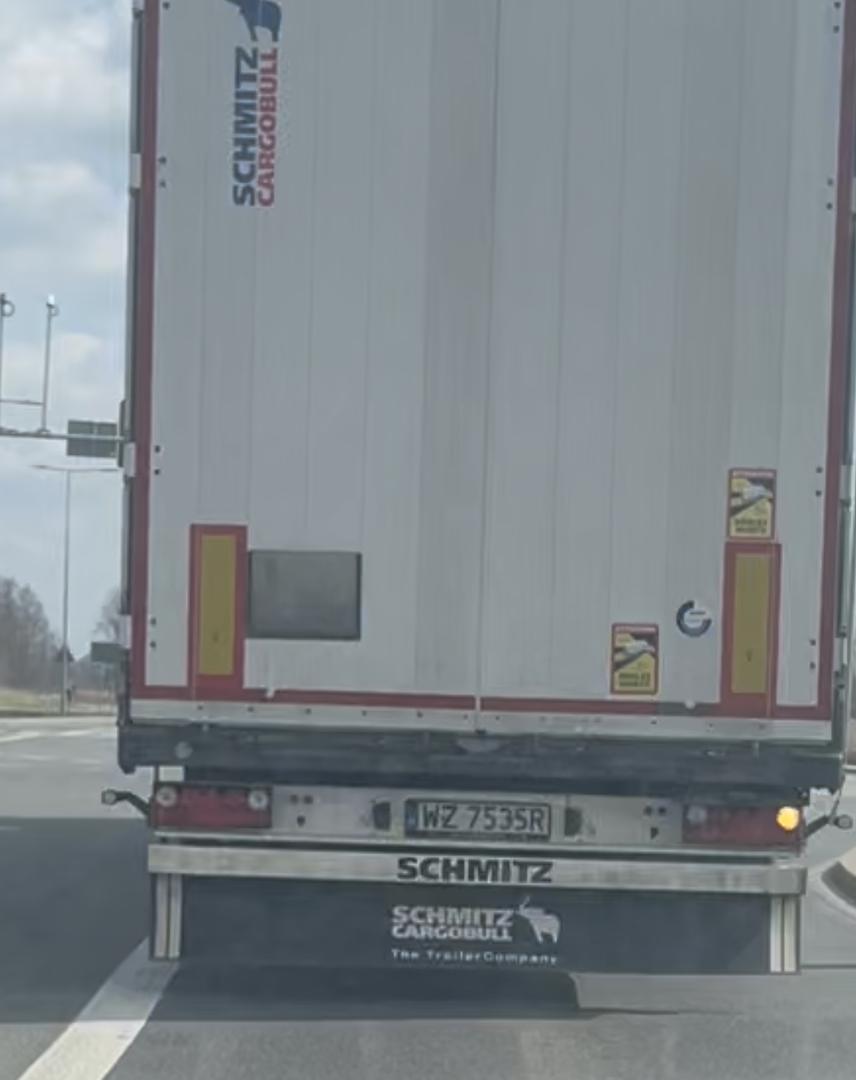 SCHMITZ
CARGOBULL
WZ 7535R
SCHMITZ
SCHMITZ
CARGOBULL
The TrailerCompany